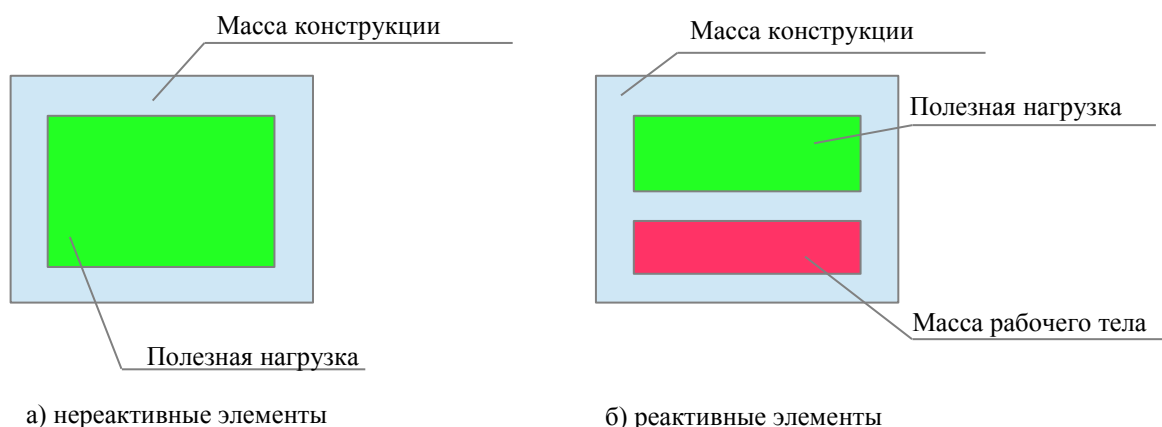 Масса конструкции
Полезная нагрузка
а) нереактивные элементы
Масса конструкции
Полезная нагрузка
Масса рабочего тела
б) реактивные элементы